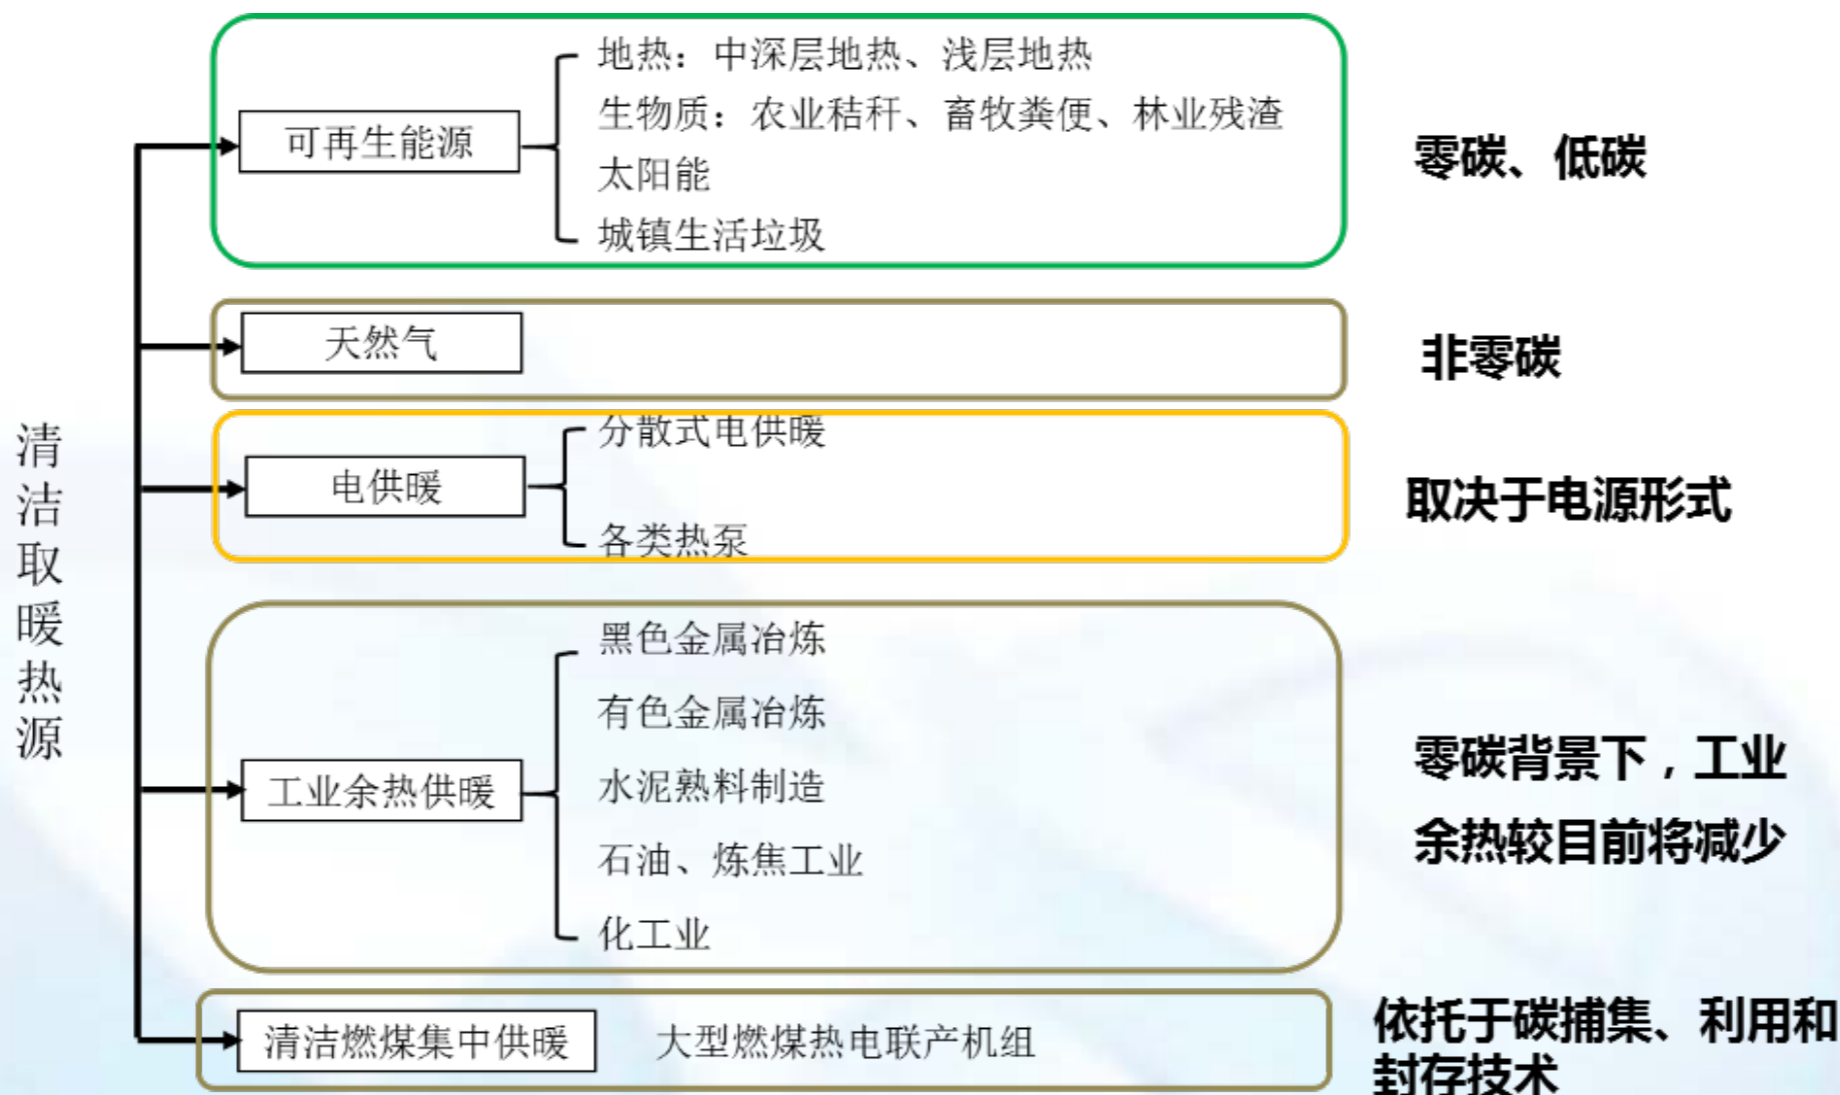 清洁取暖热源
可再生能源
地热：中深层地热、浅层地热
生物质：农业秸秆、畜牧粪便、林业残渣
太阳能
城镇生活垃圾
零碳、低碳
天然气
非零碳
电供暖
分散式电供暖
各类热泵
取决于电源形式
工业余热供暖
黑色金属冶炼
有色金属冶炼
水泥熟料制造
石油、炼焦工业
化工业
零碳背景下，工业
余热较目前将减少
清洁燃煤集中供暖
大型燃煤热电联产机组
依托于碳捕集、利用和
封存技术